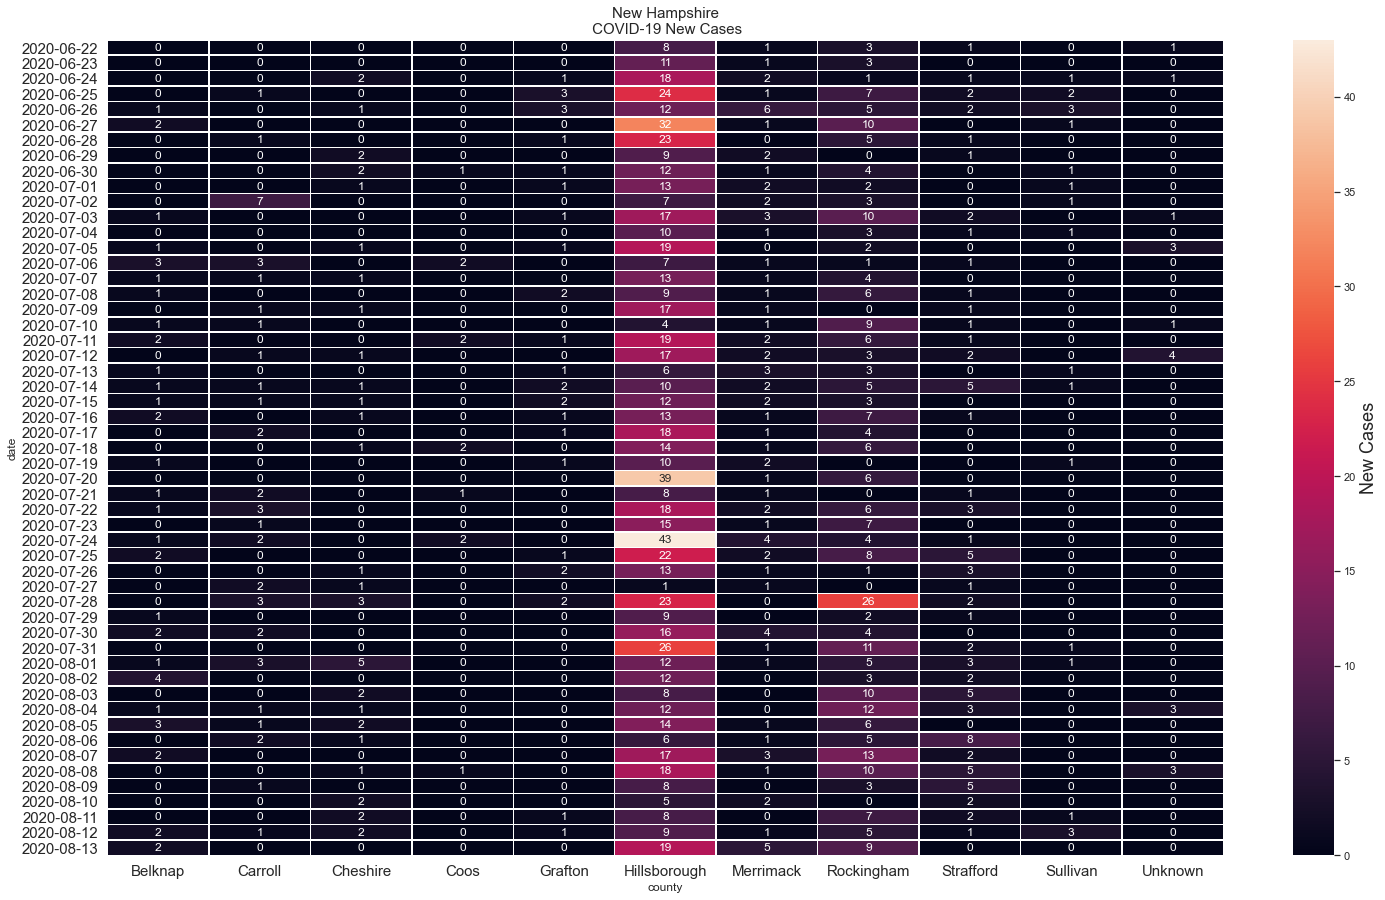 New Hampshire
COVID-19 New Cases
2020-06-22 0 0 0 0 0 8 1 3 1 0 1
2020-06-23 0 0 0 0 0 11 1 3 0 0 0
2020-06-24 0 0 2 0 1 18 2 1 1 1 1
2020-06-25 0 1 0 0 3 24 1 7 2 2 0
2020-06-26 1 0 1 0 3 12 6 5 2 3 0
2020-06-27 2 0 0 0 0 32 1 10 0 1 0
2020-06-28 0 1 0 0 1 23 0 5 1 0 0
2020-06-29 0 0 2 0 0 9 2 0 1 0 0
2020-06-30 0 0 2 1 1 12 1 4 0 1 0
2020-07-01 0 0 1 0 1 13 2 2 0 1 0
2020-07-02 0 7 0 0 0 7 2 3 0 1 0
2020-07-03 1 0 0 0 1 17 3 10 2 0 1
2020-07-04 0 0 0 0 0 10 1 3 1 1 0
2020-07-05 1 0 1 0 1 19 0 2 0 0 3
2020-07-06 3 3 0 2 0 7 1 1 1 0 0
2020-07-07 1 1 1 0 0 13 1 4 0 0 0
2020-07-08 1 0 0 0 2 9 1 6 1 0 0
2020-07-09 0 1 1 0 0 17 1 0 1 0 0
2020-07-10 1 1 0 0 0 4 1 9 1 0 1
2020-07-11 2 0 0 2 1 19 2 6 1 0 0
2020-07-12 0 1 1 0 0 17 2 3 2 0 4
2020-07-13 1 0 0 0 1 6 3 3 0 1 0
2020-07-14 1 1 1 0 2 10 2 5 5 1 0
2020-07-15 1 1 1 0 2 12 2 3 0 0 0
2020-07-16 2 0 1 0 1 13 1 7 1 0 0
2020-07-17 0 2 0 0 1 18 1 4 0 0 0
2020-07-18 0 0 1 2 0 14 1 6 0 0 0
2020-07-19 1 0 0 0 1 10 2 0 0 1 0
2020-07-20 0 0 0 0 0 39 1 6 0 0 0
2020-07-21 1 2 0 1 0 8 1 0 1 0 0
2020-07-22 1 3 0 0 0 18 2 6 3 0 0
2020-07-23 0 1 0 0 0 15 1 7 0 0 0
2020-07-24 1 2 0 2 0 43 4 4 1 0 0
2020-07-25 2 0 0 0 1 22 2 8 5 0 0
2020-07-26 0 0 1 0 2 13 1 1 3 0 0
2020-07-27 0 2 1 0 0 1 1 0 1 0 0
2020-07-28 0 3 3 0 2 23 0 26 2 0 0
2020-07-29 1 0 0 0 0 9 0 2 1 0 0
2020-07-30 2 2 0 0 0 16 4 4 0 0 0
2020-07-31 0 0 0 0 0 26 1 11 2 1 0
2020-08-01 1 3 5 0 0 12 1 5 3 1 0
2020-08-02 4 0 0 0 0 12 0 3 2 0 0
2020-08-03 0 0 2 0 0 8 0 10 5 0 0
2020-08-04 1 1 1 0 0 12 0 12 3 0 3
2020-08-05 3 1 2 0 0 14 1 6 0 0 0
2020-08-06 0 2 1 0 0 6 1 5 8 0 0
2020-08-07 2 0 0 0 0 17 3 13 2 0 0
2020-08-08 0 0 1 1 0 18 1 10 5 0 3
2020-08-09 0 1 0 0 0 8 0 3 5 0 0
2020-08-10 0 0 2 0 0 5 2 0 2 0 0
2020-08-11 0 0 2 0 1 8 0 7 2 1 0
2020-08-12 2 1 2 0 1 9 1 5 1 3 0
2020-08-13 2 0 0 0 0 19 5 9 0 0 0
Belknap Carroll Cheshire Coos Grafton Hillsborough Merrimack Rockingham Strafford Sullivan Unknown
county
date
40
35
30
25
20
15
10
5
0
New Cases